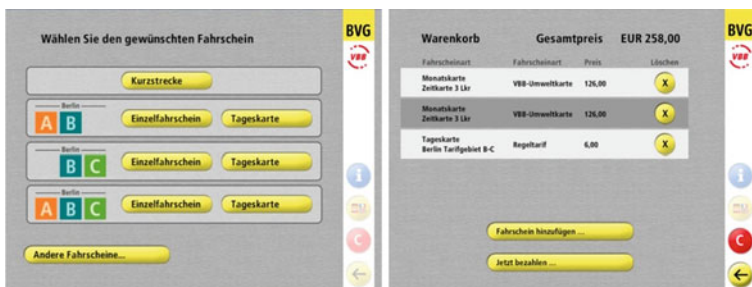 Wählen Sie den gewünschten Fahrschein
BVG
VBB
Kurzstrecke
Berlin
A B
Einzelfahrschein
Tageskarte
Berlin
B C
Einzelfahrschein
Tageskarte
Berlin
A B C
Einzelfahrschein
Tageskarte
Andere Fahrscheine...
i
C
Warenkorb Gesamtpreis EUR 258,00
BVG
VBB
Fahrscheinart Fahrscheinart Preis Löschen
Monatskarte
Zeitkarte 3 Lkr VBB-Umweltkarte 126,00 X
Monatskarte
Zeitkarte 3 Lkr VBB-Umweltkarte 126,00 X
Tageskarte
Berlin Tarifgebiet B-C Regeltarif 6,00 X
Fahrschein hinzufügen ...
Jetzt bezahlen ...
i
C